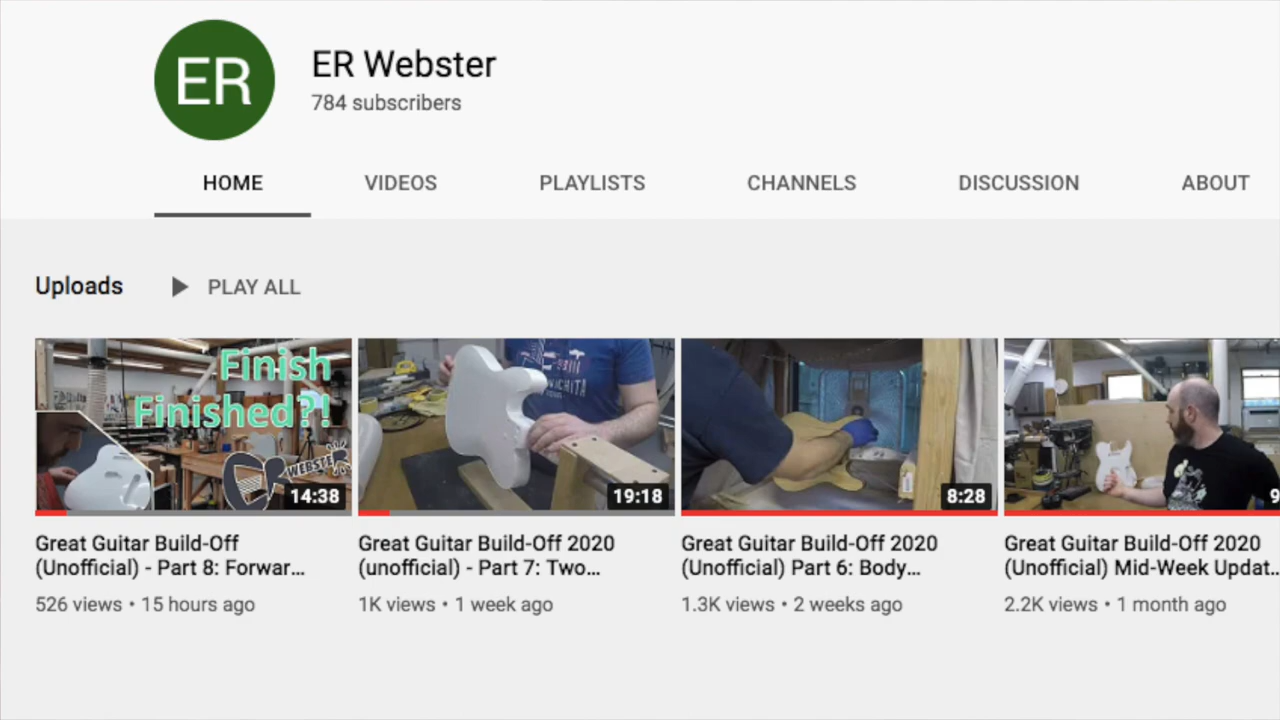 ER
ER Webster
784 subscribers
HOME
VIDEOS
PLAYLISTS
CHANNELS
DISCUSSION
ABOUT
Uploads
PLAY ALL
Finish
Finished?!
WEBSTER
14:38
WICHITA
19:18
8:28
9
Great Guitar Build-Off
(Unofficial) - Part 8: Forwar...
526 views • 15 hours ago
Great Guitar Build-Off 2020
(unofficial) - Part 7: Two...
1K views • 1 week ago
Great Guitar Build-Off 2020
(Unofficial) Part 6: Body...
1.3K views • 2 weeks ago
Great Guitar Build-Off 2020
(Unofficial) Mid-Week Updat...
2.2K views • 1 month ago